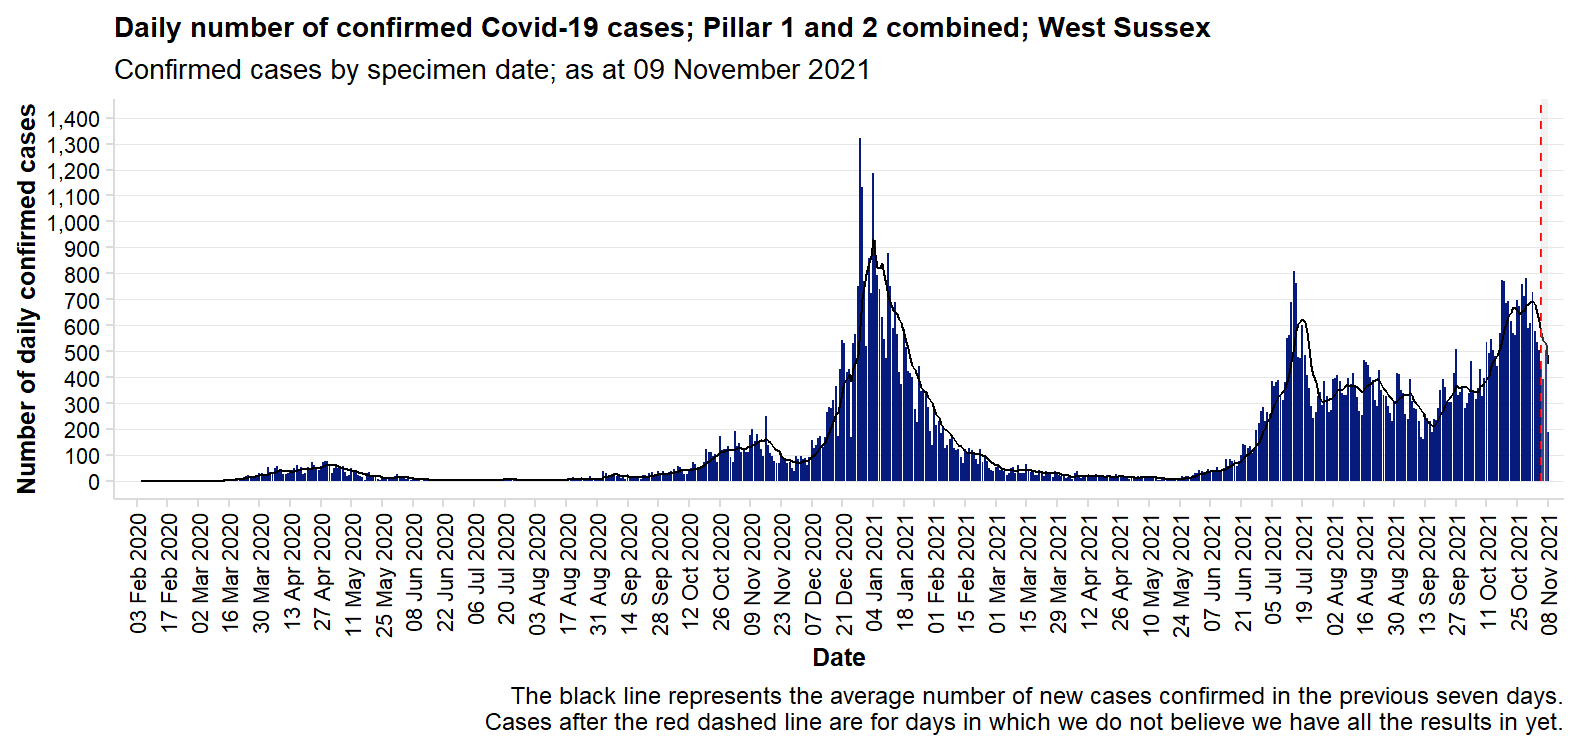 Daily number of confirmed Covid-19 cases; Pillar 1 and 2 combined; West Sussex
Confirmed cases by specimen date; as at 09 November 2021
Number of daily confirmed cases
1,400
1,300
1,200
1,100
1,000
900
800
700
600
500
400
300
200
100
0
03 Feb 2020
17 Feb 2020
02 Mar 2020
16 Mar 2020
30 Mar 2020
13 Apr 2020
27 Apr 2020
11 May 2020
25 May 2020
08 Jun 2020
22 Jun 2020
06 Jul 2020
20 Jul 2020
03 Aug 2020
17 Aug 2020
31 Aug 2020
14 Sep 2020
28 Sep 2020
12 Oct 2020
26 Oct 2020
09 Nov 2020
23 Nov 2020
07 Dec 2020
21 Dec 2020
04 Jan 2021
18 Jan 2021
01 Feb 2021
15 Feb 2021
01 Mar 2021
15 Mar 2021
29 Mar 2021
12 Apr 2021
26 Apr 2021
10 May 2021
24 May 2021
07 Jun 2021
21 Jun 2021
05 Jul 2021
19 Jul 2021
02 Aug 2021
16 Aug 2021
30 Aug 2021
13 Sep 2021
27 Sep 2021
11 Oct 2021
25 Oct 2021
08 Nov 2021
Date
The black line represents the average number of new cases confirmed in the previous seven days.
Cases after the red dashed line are for days in which we do not believe we have all the results in yet.